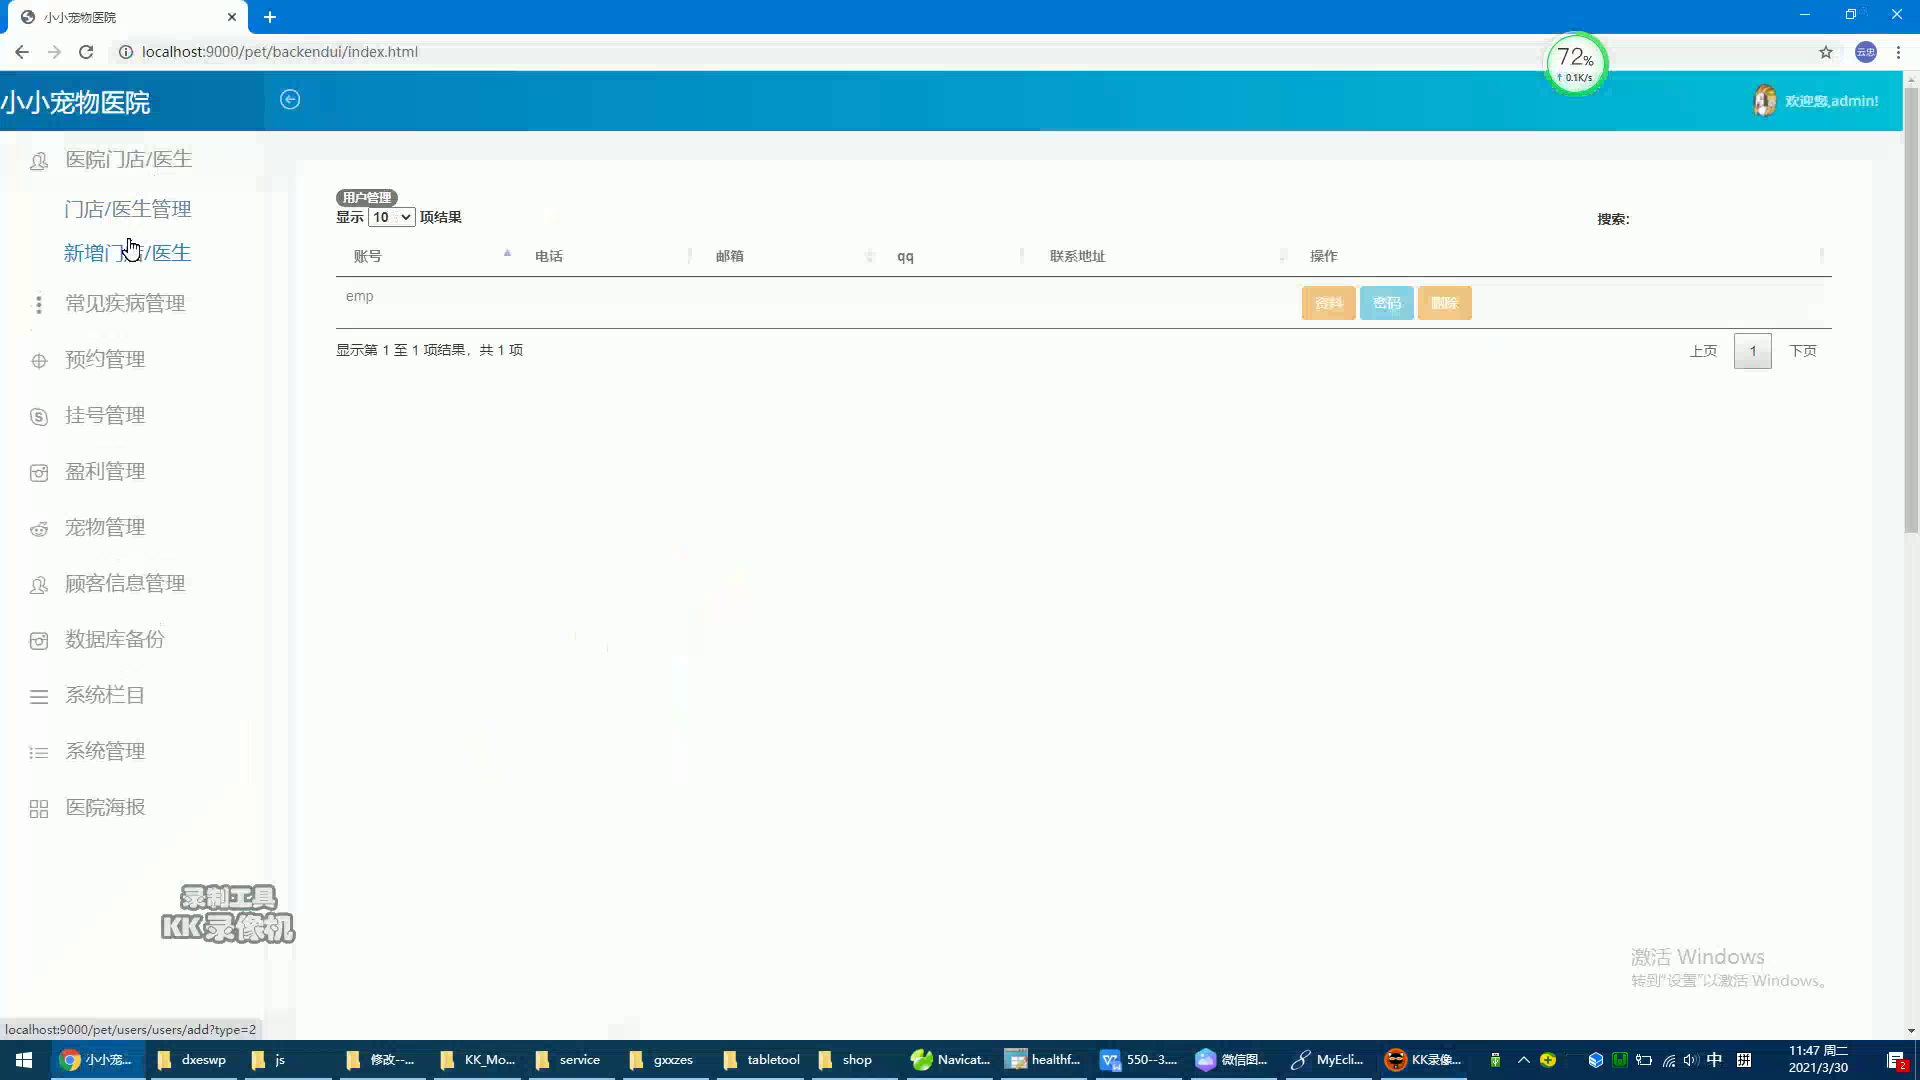 小小宠物医院
localhost:9000/pet/backendui/index.html
72%
↑ 0.1K/s
云忠
小小宠物医院
欢迎您,admin!
医院门店/医生
门店/医生管理
新增门店/医生
常见疾病管理
预约管理
挂号管理
盈利管理
宠物管理
顾客信息管理
数据库备份
系统栏目
系统管理
医院海报
用户管理
显示 10 项结果
搜索:
账号 电话 邮箱 qq 联系地址 操作
emp 资料 密码 删除
显示第 1 至 1 项结果，共 1 项
上页 1 下页
录制工具
KK录像机
激活 Windows
转到"设置"以激活 Windows。
localhost:9000/pet/users/users/add?type=2
小小宠... dxeswp js 修改--... KK_Mo... service gxxzes tabletool shop Navicat... healthf... 550--3.... 微信图... MyEcli... KK录像... 中 拼
11:47 周二
2021/3/30
2